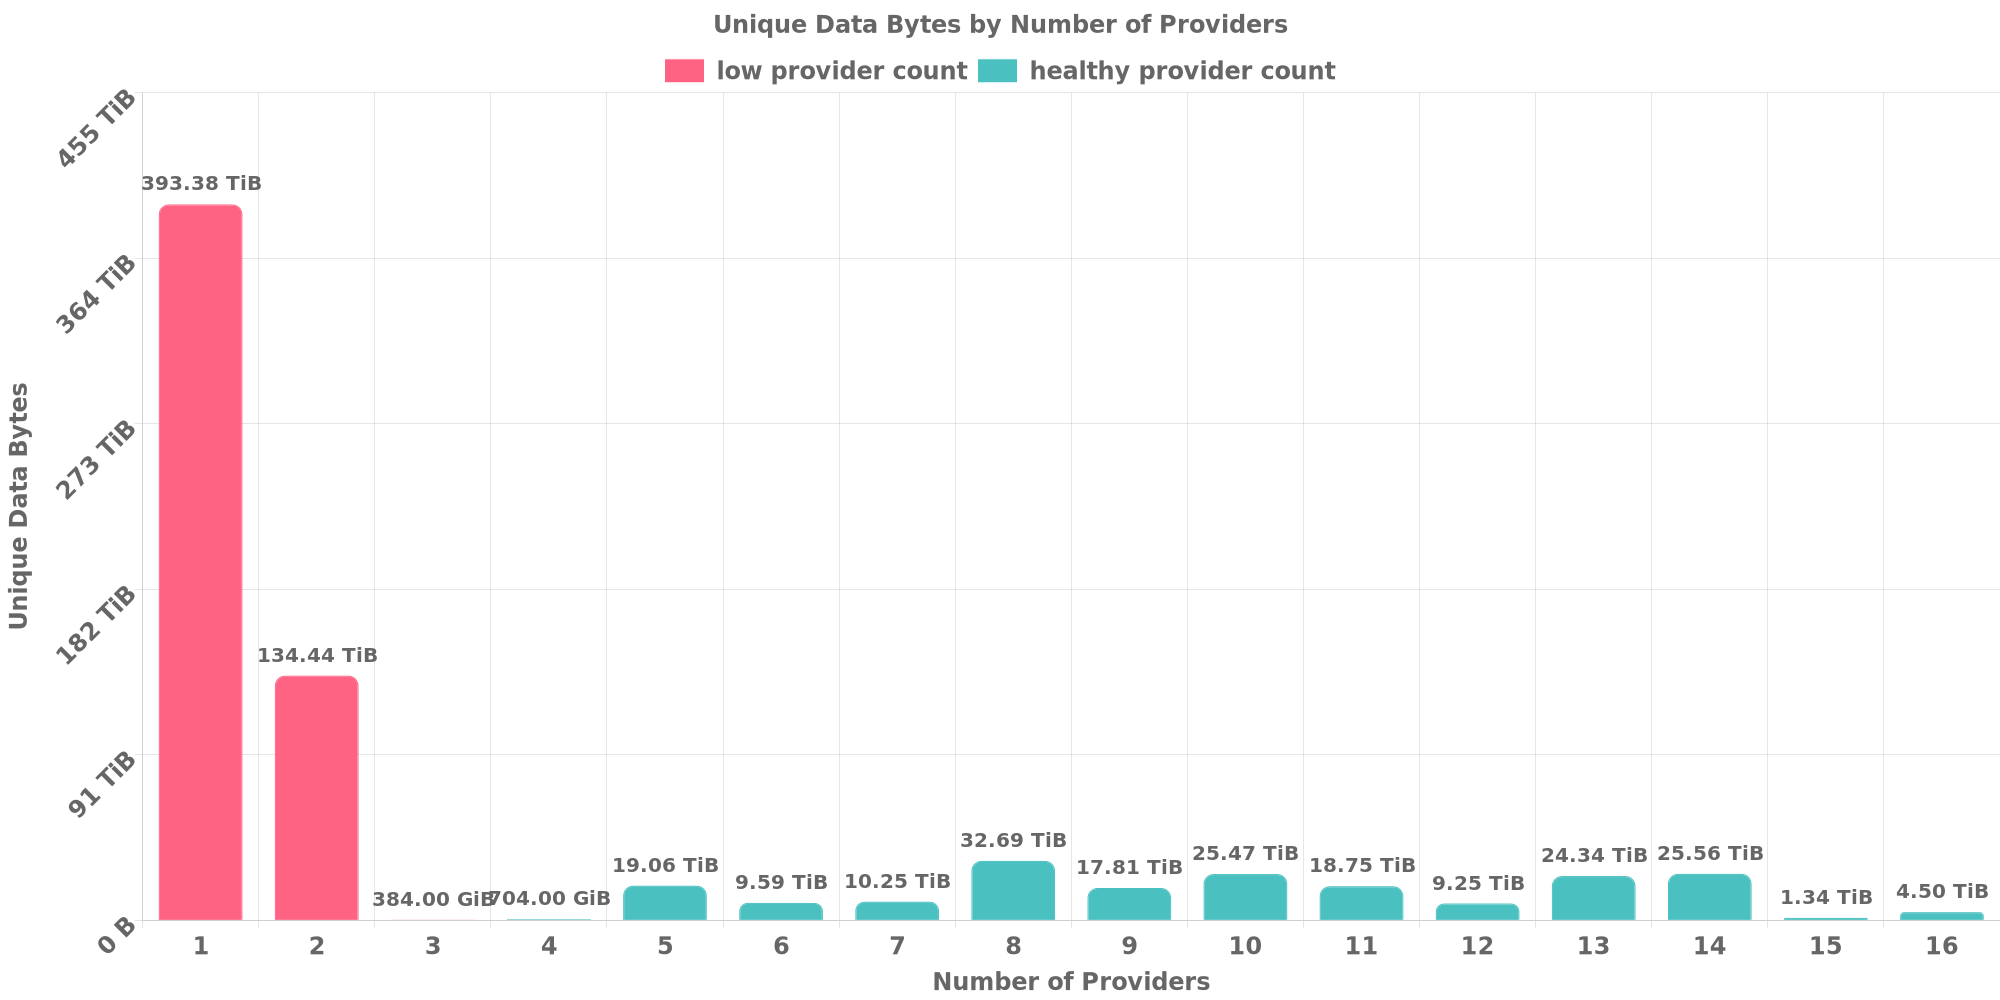 Unique Data Bytes by Number of Providers
low provider count healthy provider count
Unique Data Bytes
455 TiB
364 TiB
273 TiB
182 TiB
91 TiB
0 B
393.38 TiB
134.44 TiB
384.00 GiB
704.00 GiB
19.06 TiB
9.59 TiB
10.25 TiB
32.69 TiB
17.81 TiB
25.47 TiB
18.75 TiB
9.25 TiB
24.34 TiB
25.56 TiB
1.34 TiB
4.50 TiB
1 2 3 4 5 6 7 8 9 10 11 12 13 14 15 16
Number of Providers